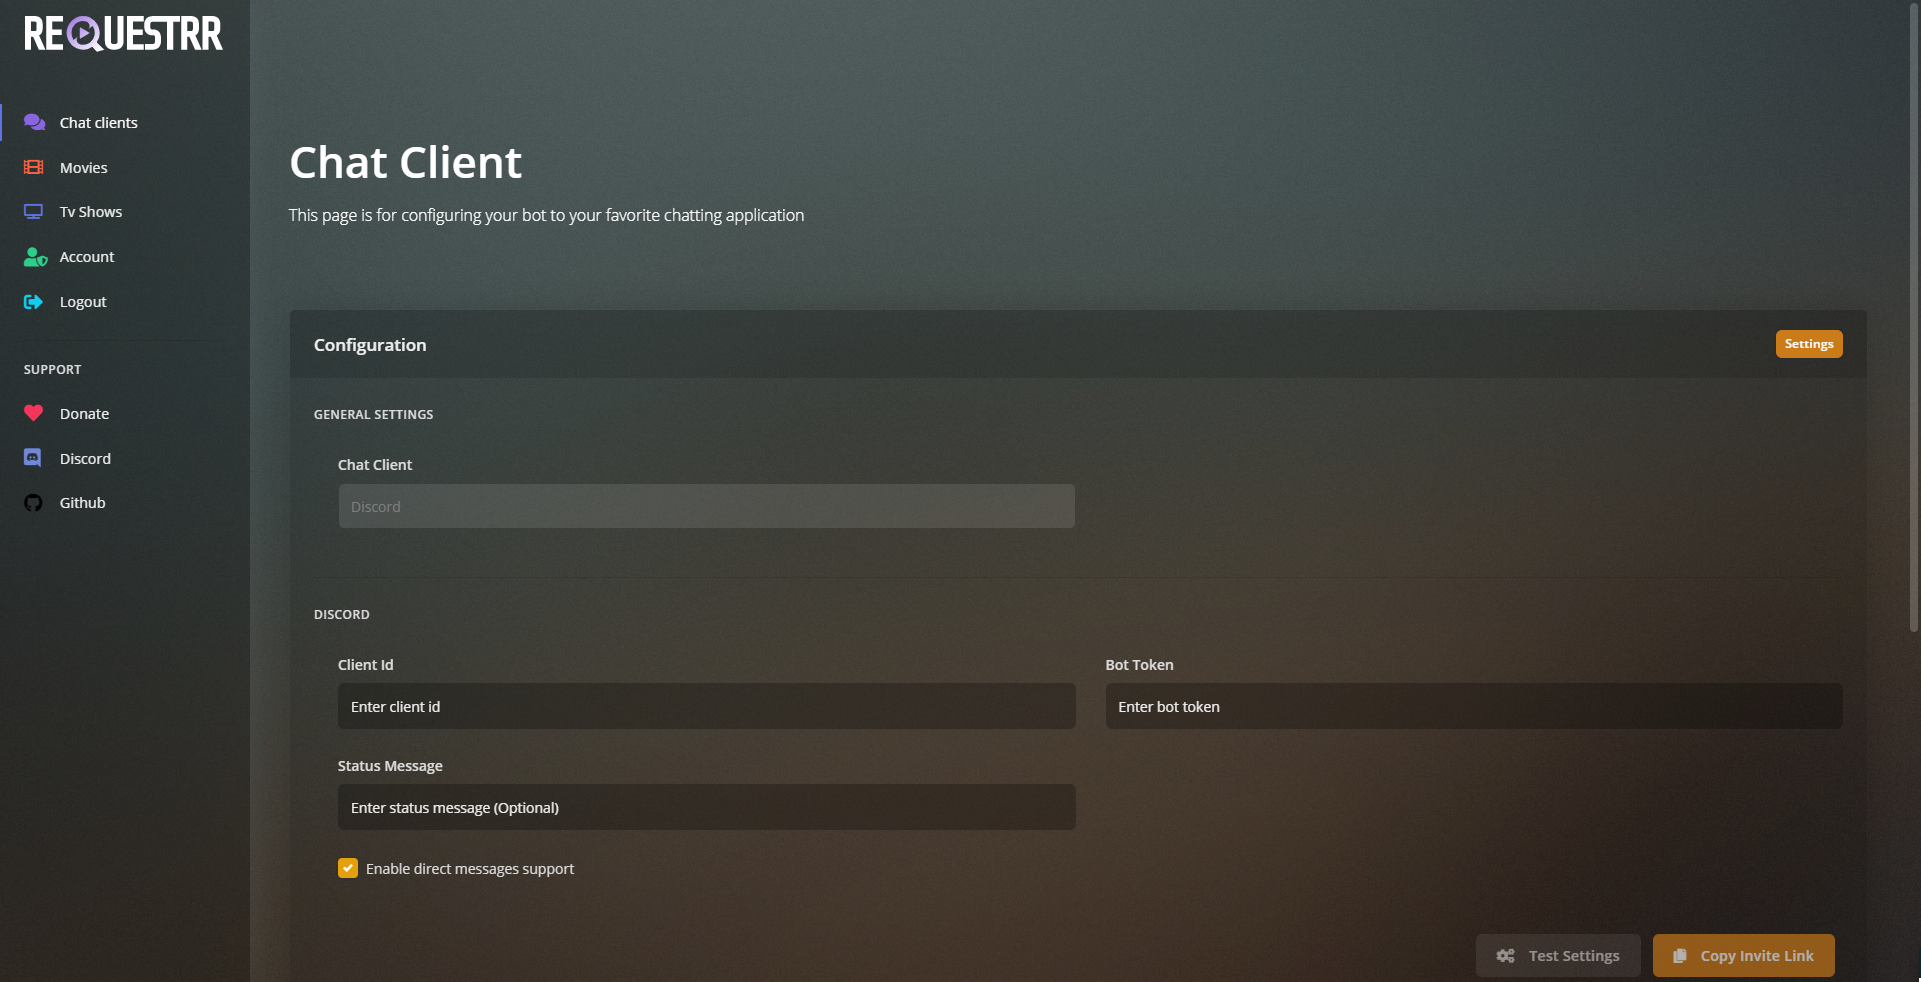 REQUESTRR
Chat clients
Movies
Tv Shows
Account
Logout
SUPPORT
Donate
Discord
Github
Chat Client
This page is for configuring your bot to your favorite chatting application
Configuration
Settings
GENERAL SETTINGS
Chat Client
Discord
DISCORD
Client Id
Bot Token
Enter client id
Enter bot token
Status Message
Enter status message (Optional)
Enable direct messages support
Test Settings
Copy Invite Link